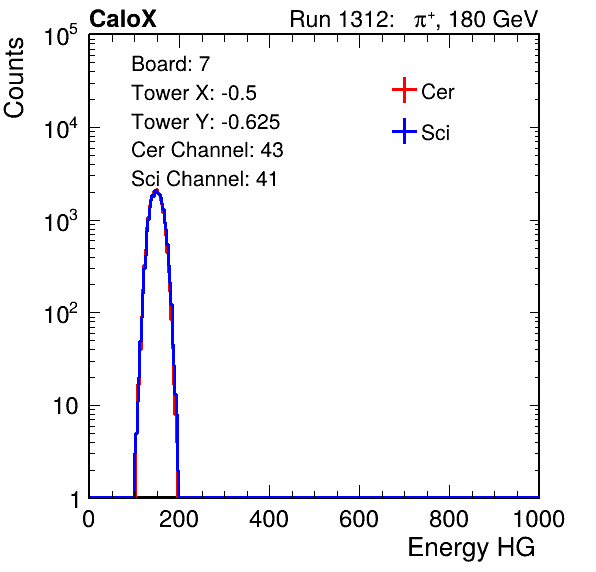 CaloX Run 1312: π⁺, 180 GeV
Counts
10⁵
10⁴
10³
10²
10
1
Board: 7
Tower X: -0.5
Tower Y: -0.625
Cer Channel: 43
Sci Channel: 41
Cer
Sci
0 200 400 600 800 1000
Energy HG